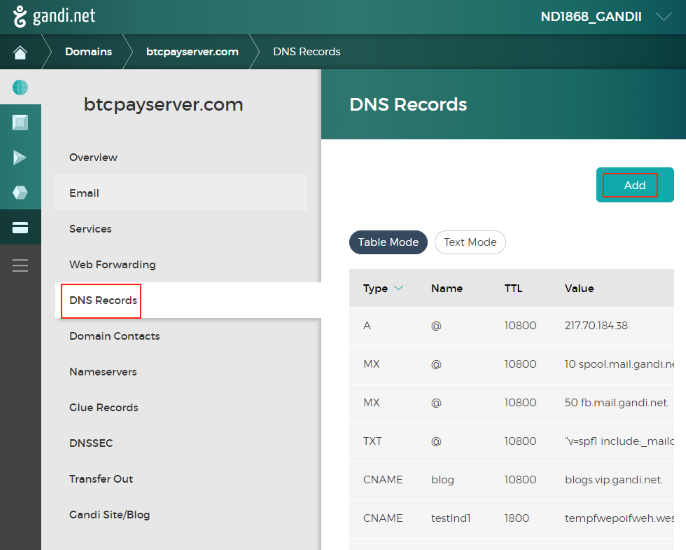 gandi.net
ND1868_GANDII
Domains
btcpayserver.com
DNS Records
btcpayserver.com
Overview
Email
Services
Web Forwarding
DNS Records
Domain Contacts
Nameservers
Glue Records
DNSSEC
Transfer Out
Gandi Site/Blog
DNS Records
Add
Table Mode Text Mode
Type Name TTL Value
A @ 10800 217.70.184.38
MX @ 10800 10 spool.mail.gandi.ne
MX @ 10800 50 fb.mail.gandi.net.
TXT @ 10800 "v=spf1 include:_mailc
CNAME blog 10800 blogs.vip.gandi.net.
CNAME testlnd1 1800 tempfwepoifweh.wes